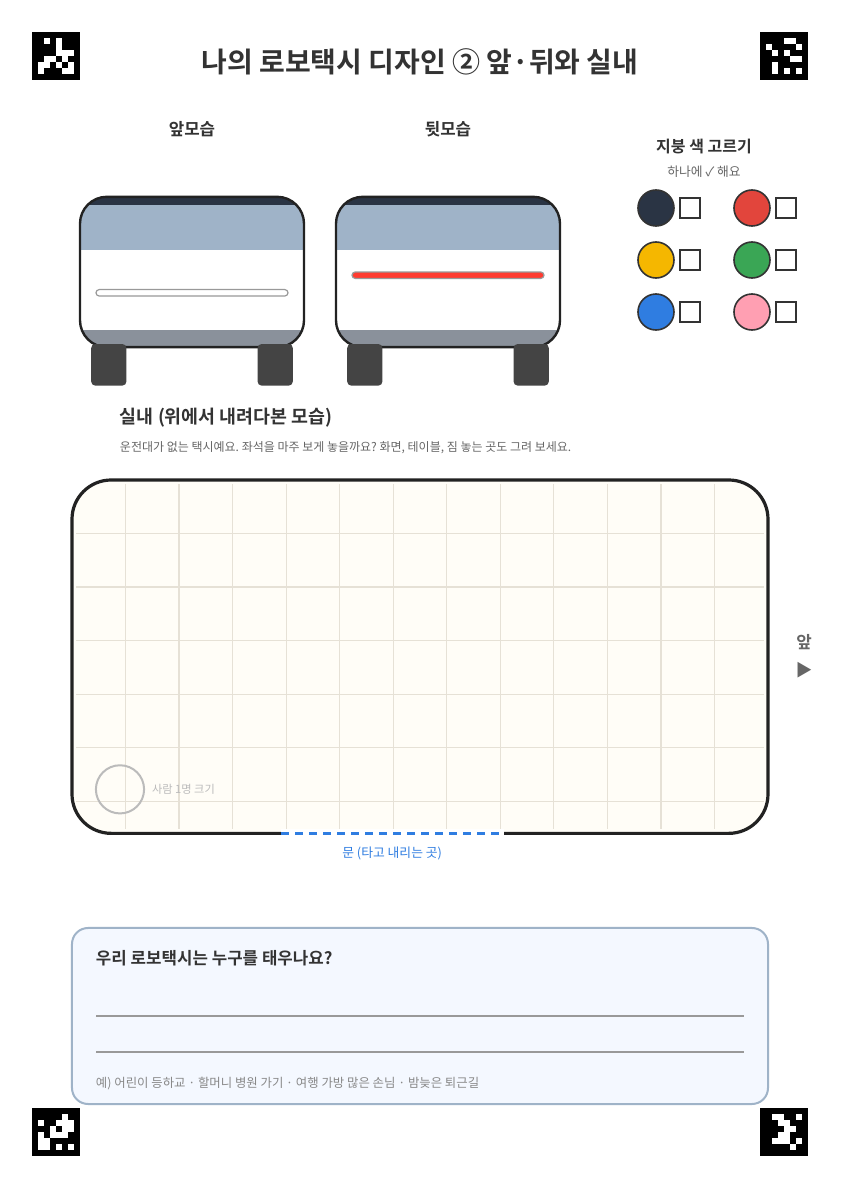 나의 로보택시 디자인 ② 앞·뒤와 실내
앞모습
뒷모습
지붕 색 고르기
하나에 ✓ 해요
실내 (위에서 내려다본 모습)
운전대가 없는 택시예요. 좌석을 마주 보게 놓을까요? 화면, 테이블, 짐 놓는 곳도 그려 보세요.
앞
▶
사람 1명 크기
문 (타고 내리는 곳)
우리 로보택시는 누구를 태우나요?
예) 어린이 등하교 · 할머니 병원 가기 · 여행 가방 많은 손님 · 밤늦은 퇴근길